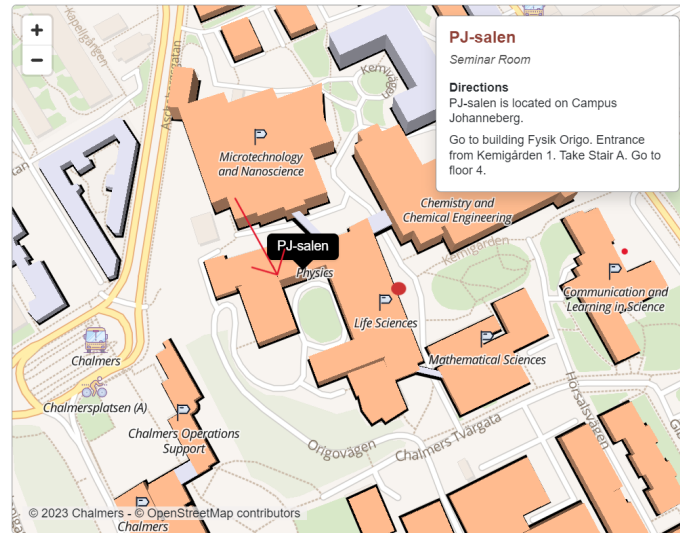 Kapellgången
Aschebergsgatan
Kemivägen
+
−
PJ-salen
Seminar Room
Directions
PJ-salen is located on Campus
Johanneberg.
Go to building Fysik Origo. Entrance
from Kemigården 1. Take Stair A. Go to
floor 4.
Microtechnology
and Nanoscience
Chemistry and
Chemical Engineering
Kemigården
PJ-salen
Physics
Life Sciences
Communication and
Learning in Science
Mathematical Sciences
Chalmers
Chalmersplatsen (A)
Chalmers Operations
Support
Origovägen
Chalmers Tvärgata
Hörsalsvägen
Chalmers
© 2023 Chalmers - © OpenStreetMap contributors